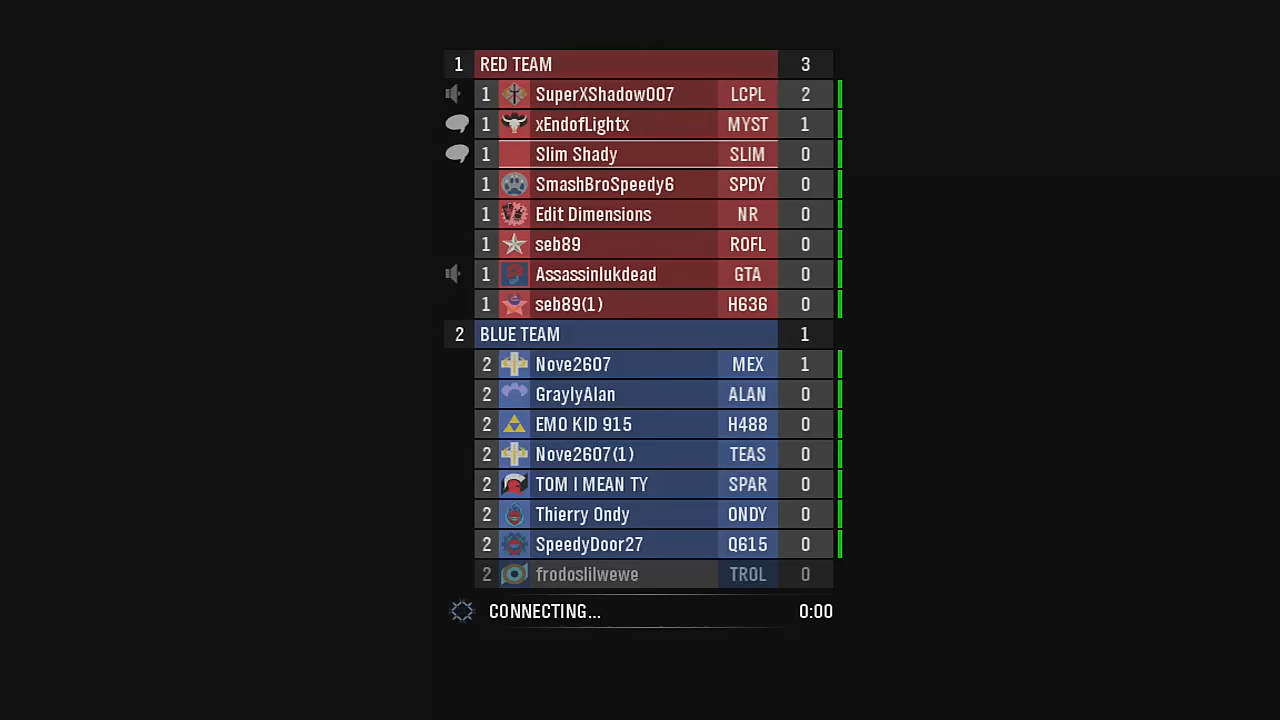 1 RED TEAM 3
1 SuperXShadow007 LCPL 2
1 xEndofLightx MYST 1
1 Slim Shady SLIM 0
1 SmashBroSpeedy6 SPDY 0
1 Edit Dimensions NR 0
1 seb89 ROFL 0
1 Assassinlukdead GTA 0
1 seb89(1) H636 0
2 BLUE TEAM 1
2 Nove2607 MEX 1
2 GraylyAlan ALAN 0
2 EMO KID 915 H488 0
2 Nove2607(1) TEAS 0
2 TOM I MEAN TY SPAR 0
2 Thierry Ondy ONDY 0
2 SpeedyDoor27 Q615 0
2 frodoslilwewe TROL 0
CONNECTING... 0:00